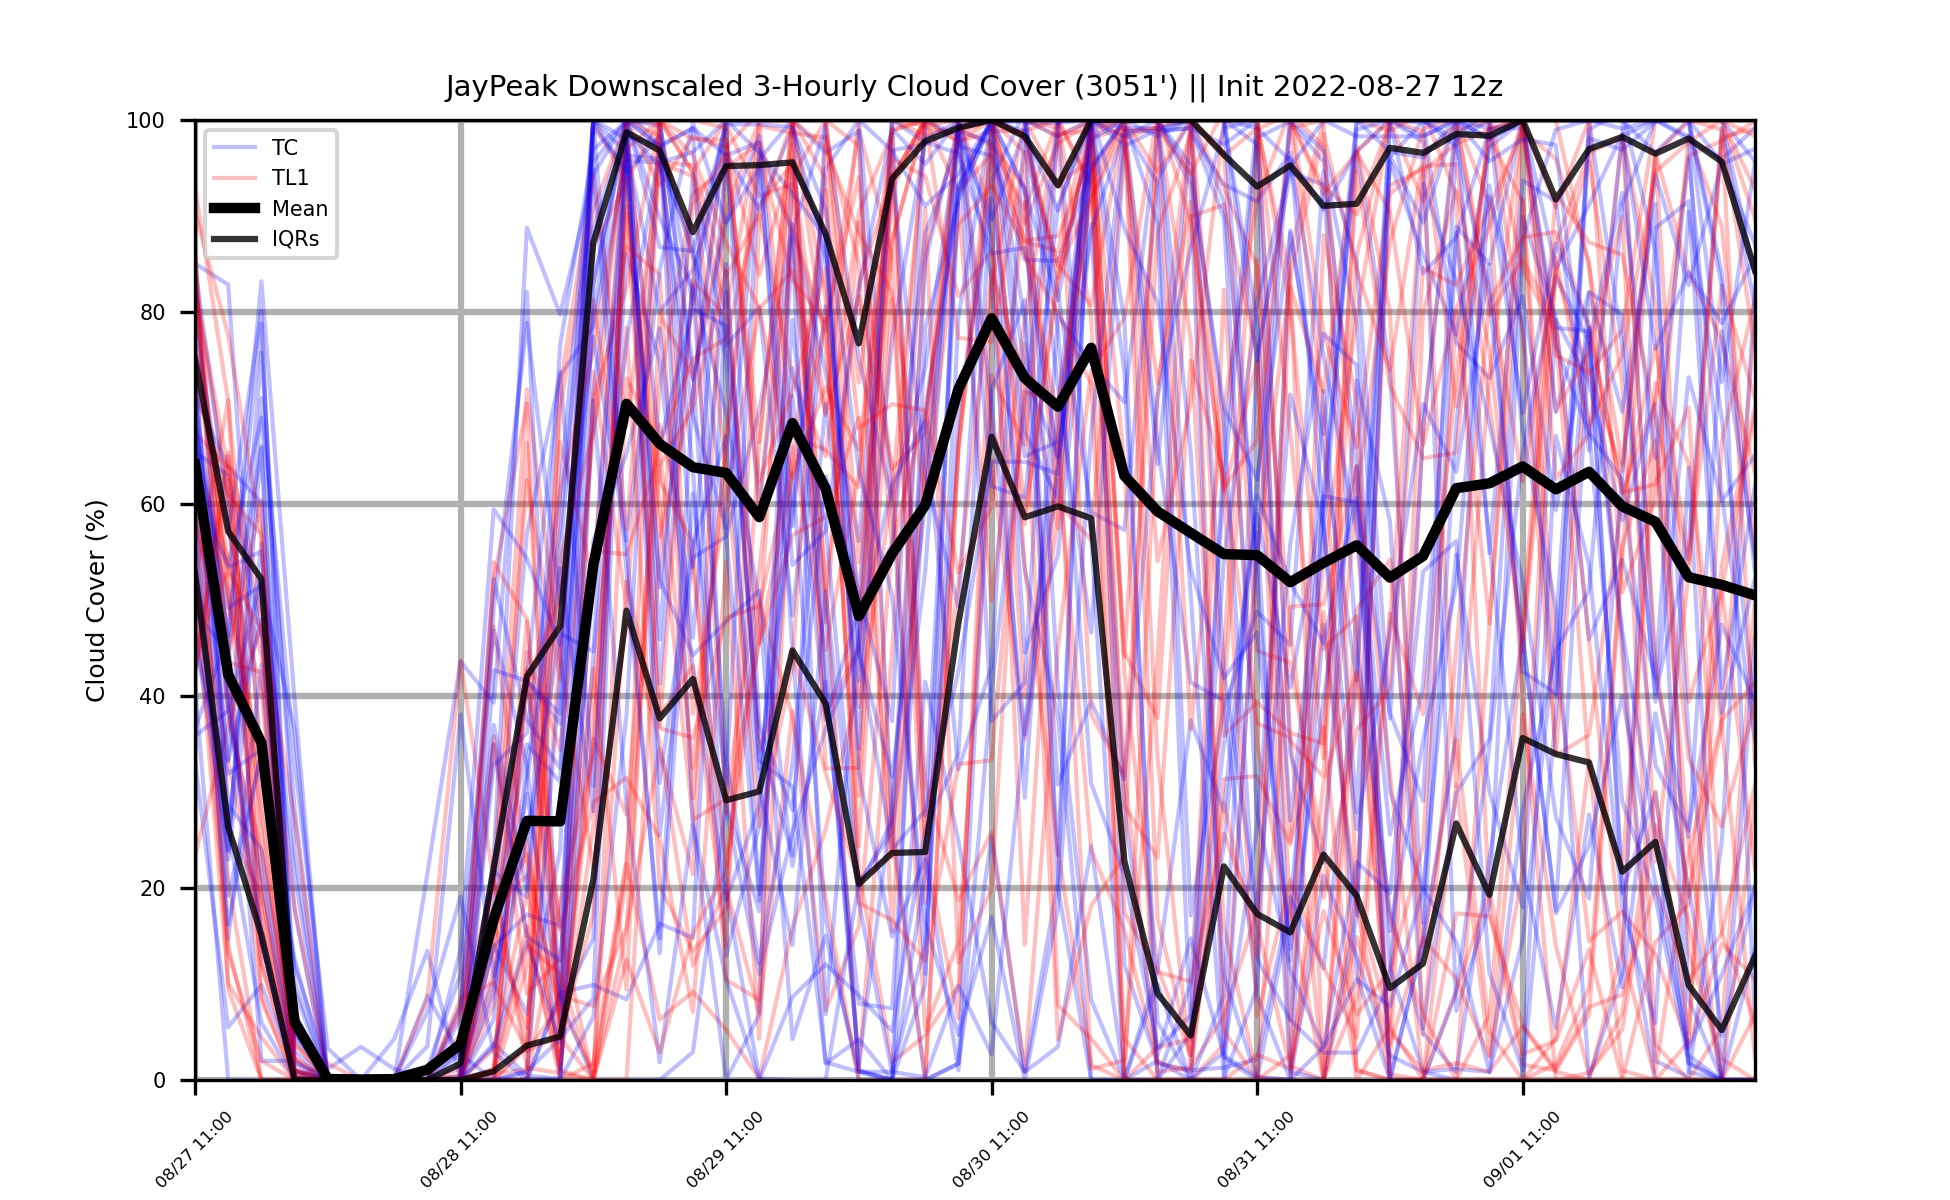 JayPeak Downscaled 3-Hourly Cloud Cover (3051') || Init 2022-08-27 12z
TC
TL1
Mean
IQRs
Cloud Cover (%)
100
80
60
40
20
0
08/27 11:00
08/28 11:00
08/29 11:00
08/30 11:00
08/31 11:00
09/01 11:00